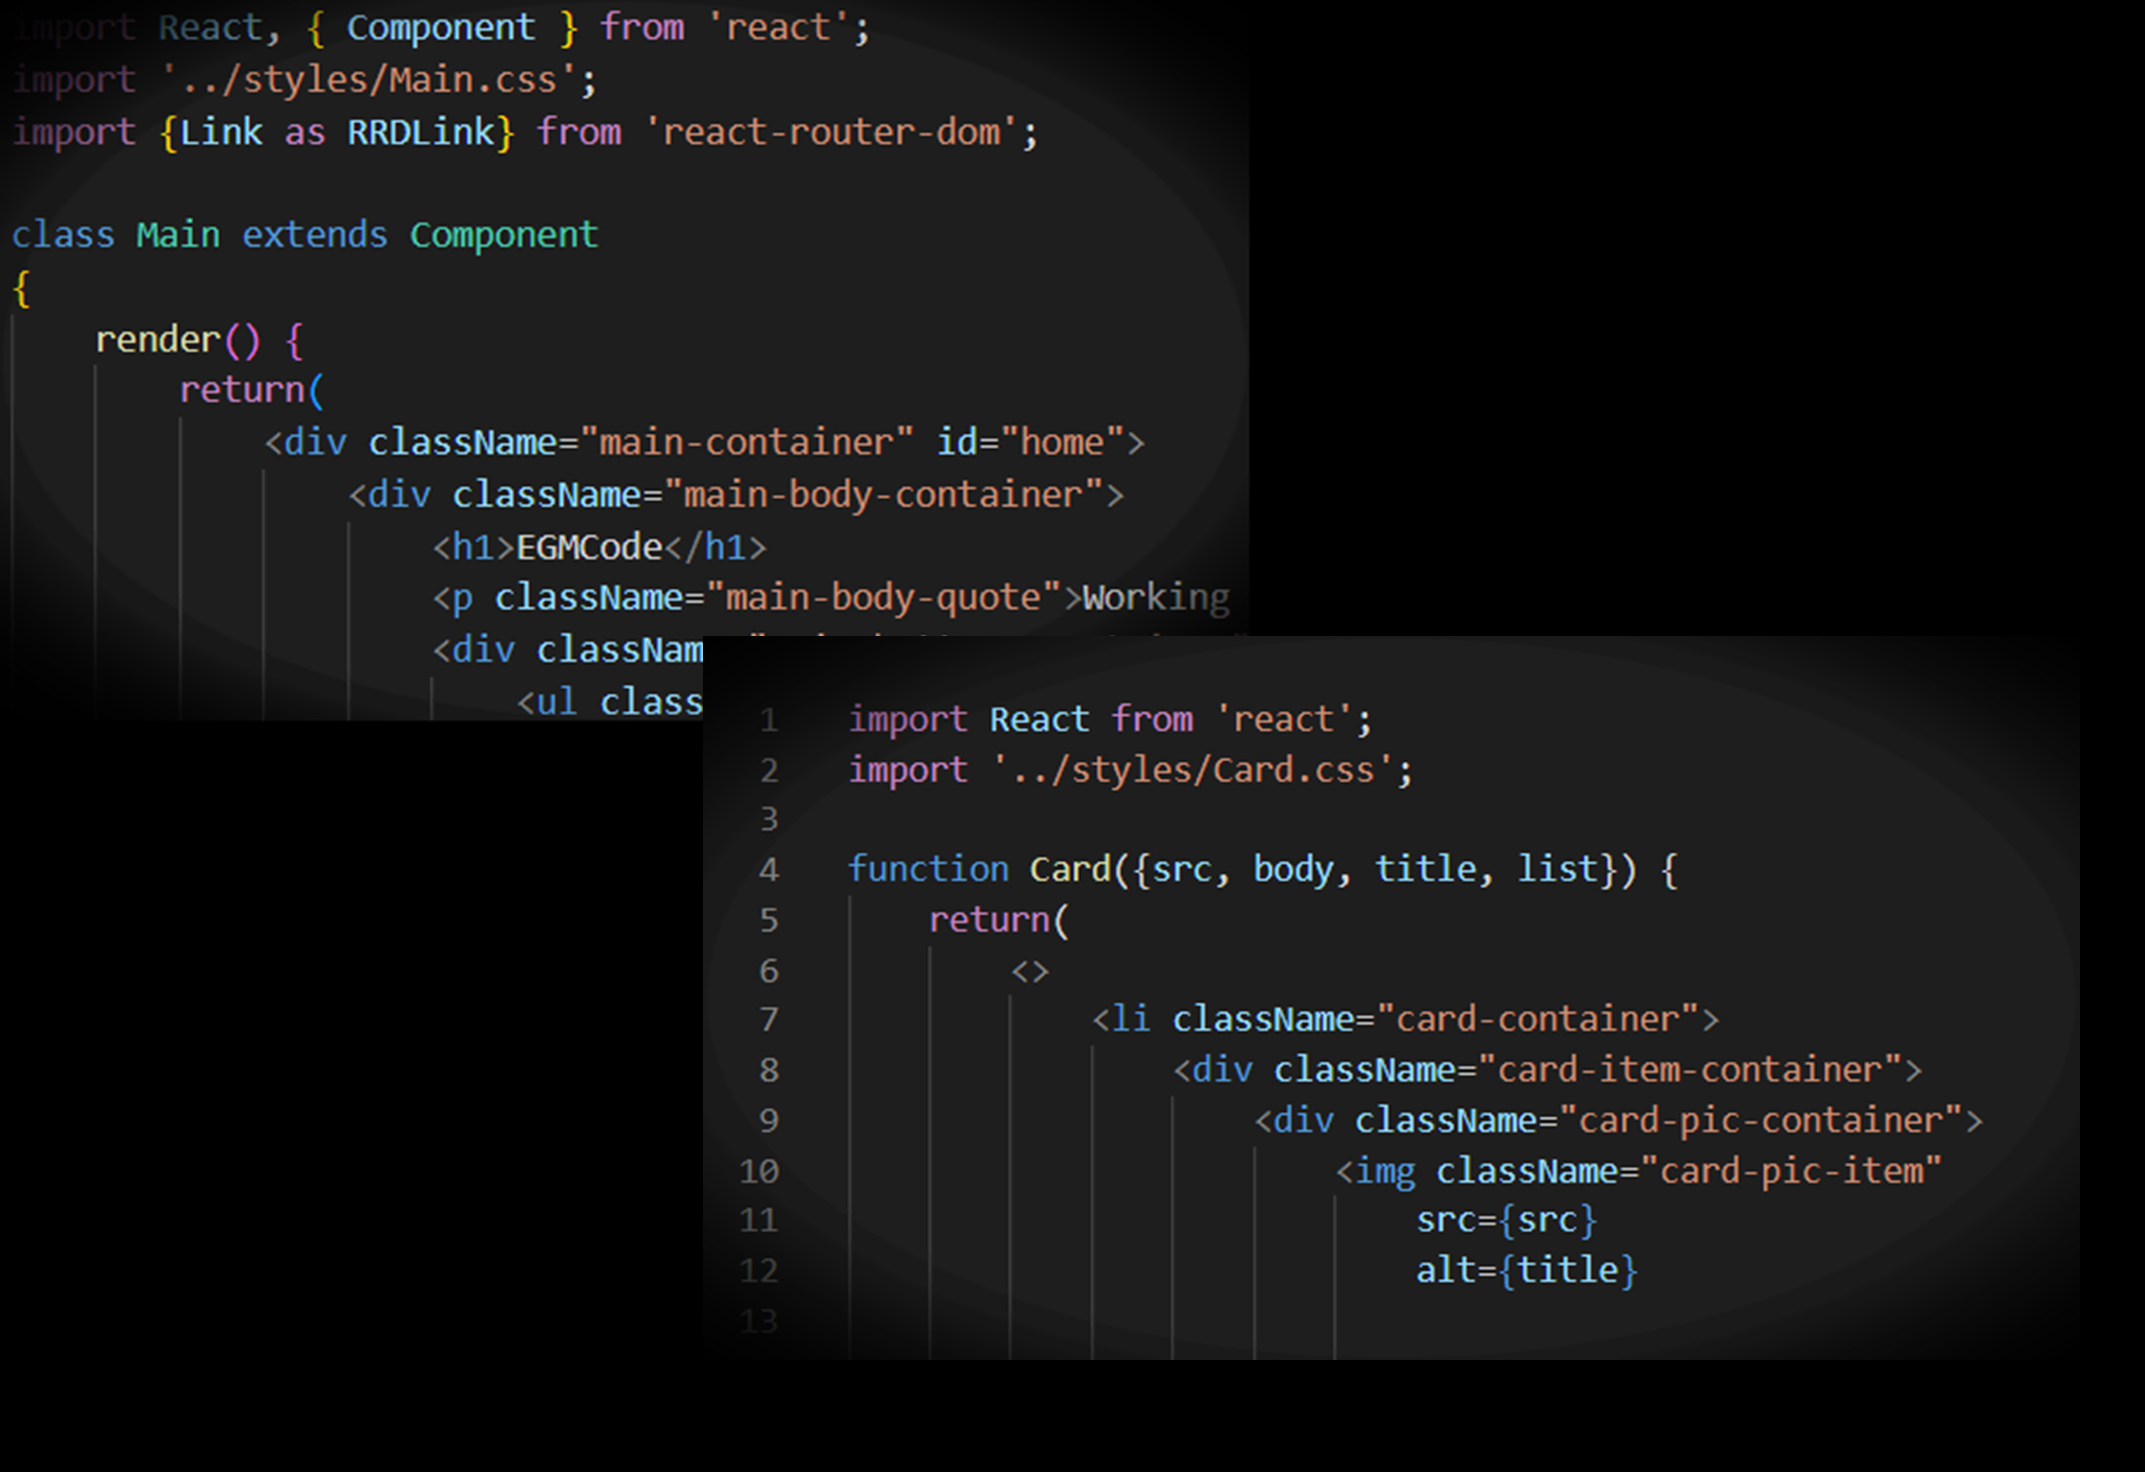 import React, { Component } from 'react';
import '../styles/Main.css';
import {Link as RRDLink} from 'react-router-dom';
class Main extends Component
{
render() {
return(
<div className="main-container" id="home">
<div className="main-body-container">
<h1>EGMCode</h1>
<p className="main-body-quote">Working
<div classNam
<ul class
1 import React from 'react';
2 import '../styles/Card.css';
3
4 function Card({src, body, title, list}) {
5 return(
6 <>
7 <li className="card-container">
8 <div className="card-item-container">
9 <div className="card-pic-container">
10 <img className="card-pic-item"
11 src={src}
12 alt={title}
13